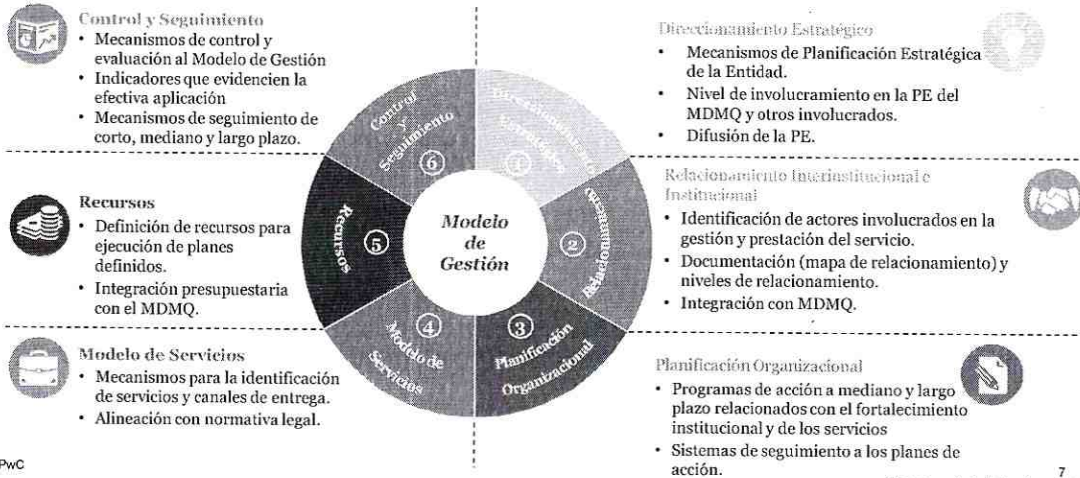 Control y Seguimiento
• Mecanismos de control y
evaluación al Modelo de Gestión
• Indicadores que evidencien la
efectiva aplicación
• Mecanismos de seguimiento de
corto, mediano y largo plazo.
Recursos
• Definición de recursos para
ejecución de planes
definidos.
• Integración presupuestaria
con el MDMQ.
Modelo de Servicios
• Mecanismos para la identificación
de servicios y canales de entrega.
• Alineación con normativa legal.
Control
y
Seguimiento
6
Direccionamiento
Estratégico
1
Recursos
5
Modelo
de
Gestión
2
Relacionamiento
4
Modelo de
Servicios
3
Planificación
Organizacional
Direccionamiento Estratégico
• Mecanismos de Planificación Estratégica
de la Entidad.
• Nivel de involucramiento en la PE del
MDMQ y otros involucrados.
• Difusión de la PE.
Relacionamiento Interinstitucional e
Institucional
• Identificación de actores involucrados en la
gestión y prestación del servicio.
• Documentación (mapa de relacionamiento) y
niveles de relacionamiento.
• Integración con MDMQ.
Planificación Organizacional
• Programas de acción a mediano y largo
plazo relacionados con el fortalecimiento
institucional y de los servicios
• Sistemas de seguimiento a los planes de
acción.
PwC
7